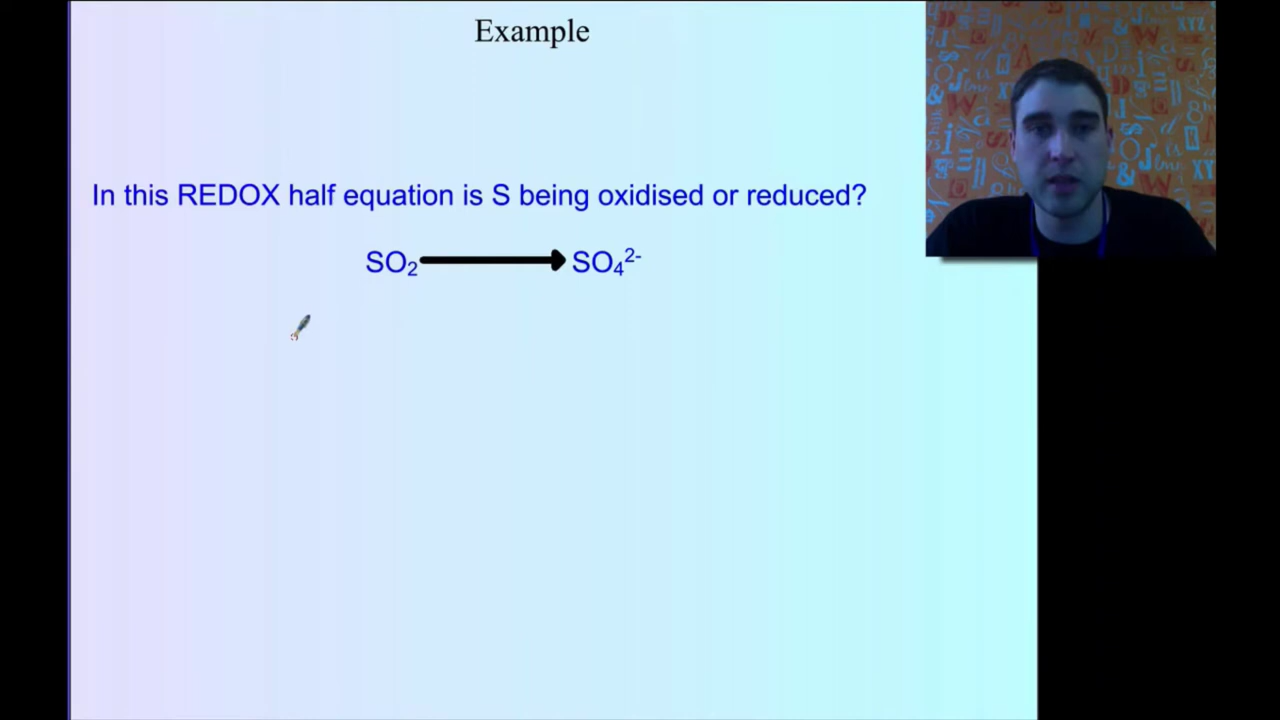 Example
In this REDOX half equation is S being oxidised or reduced?
SO₂ ⟶ SO₄²⁻